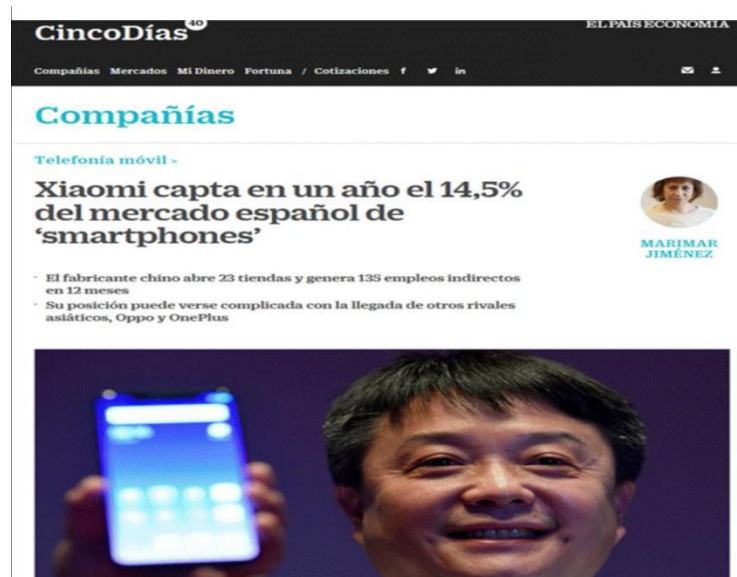 CincoDías
40
EL PAÍS ECONOMÍA
Compañías Mercados Mi Dinero Fortuna / Cotizaciones f in
Compañías
Telefonía móvil >
Xiaomi capta en un año el 14,5%
del mercado español de
‘smartphones’
MARIMAR
JIMÉNEZ
· El fabricante chino abre 23 tiendas y genera 135 empleos indirectos
en 12 meses
· Su posición puede verse complicada con la llegada de otros rivales
asiáticos, Oppo y OnePlus